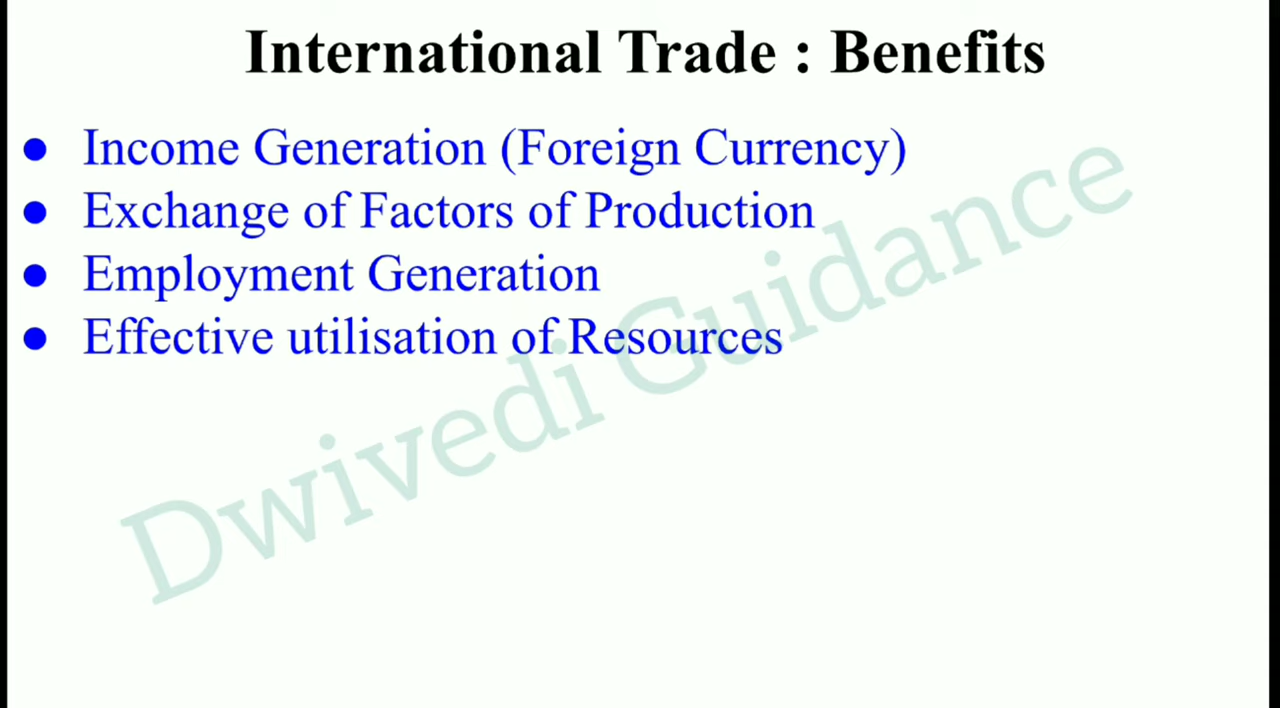 International Trade : Benefits
● Income Generation (Foreign Currency)
● Exchange of Factors of Production
● Employment Generation
● Effective utilisation of Resources
Dwivedi Guidance